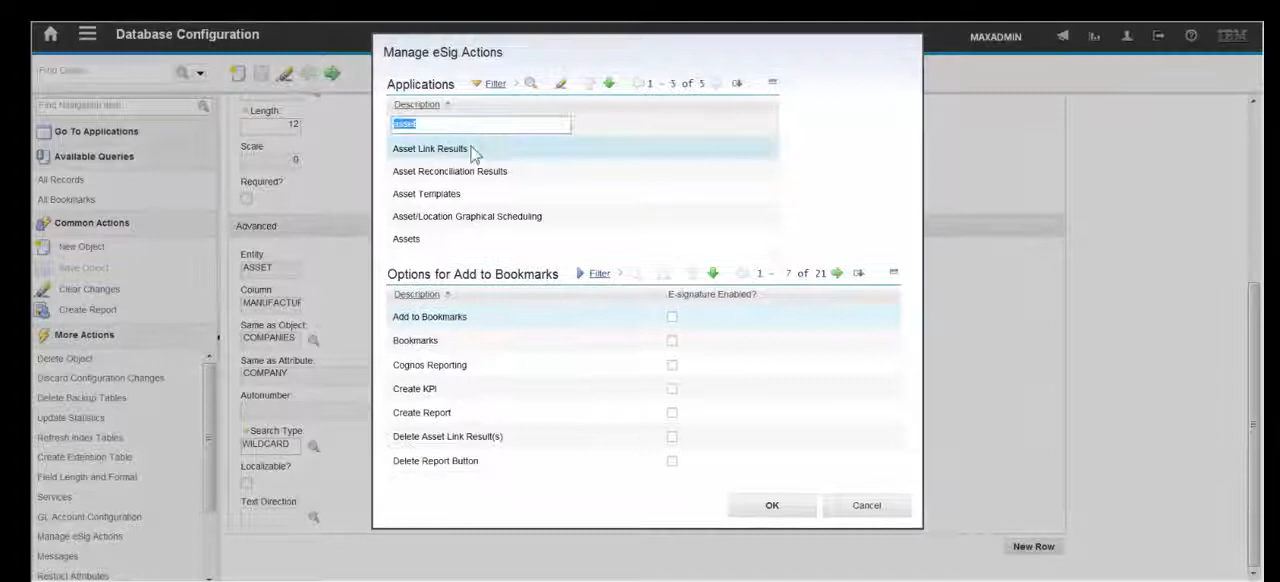 Database Configuration
MAXADMIN
IBM
Find Navigation Item
Go To Applications
Available Queries
All Records
All Bookmarks
Common Actions
New Object
Save Object
Clear Changes
Create Report
More Actions
Delete Object
Discard Configuration Changes
Delete Backup Tables
Update Statistics
Refresh Index Tables
Create Extension Table
Field Length and Format
Services
GL Account Configuration
Manage eSig Actions
Messages
Restrict Attributes
Length:
12
Scale
0
Required?
Advanced
Entity
ASSET
Column
MANUFACTUR
Same as Object:
COMPANIES
Same as Attribute:
COMPANY
Autonumber:
Search Type:
WILDCARD
Localizable?
Text Direction
Manage eSig Actions
Applications Filter 1 - 5 of 5
Description
asset
Asset Link Results
Asset Reconciliation Results
Asset Templates
Asset/Location Graphical Scheduling
Assets
Options for Add to Bookmarks Filter 1 - 7 of 21
Description E-signature Enabled?
Add to Bookmarks
Bookmarks
Cognos Reporting
Create KPI
Create Report
Delete Asset Link Result(s)
Delete Report Button
OK Cancel
New Row